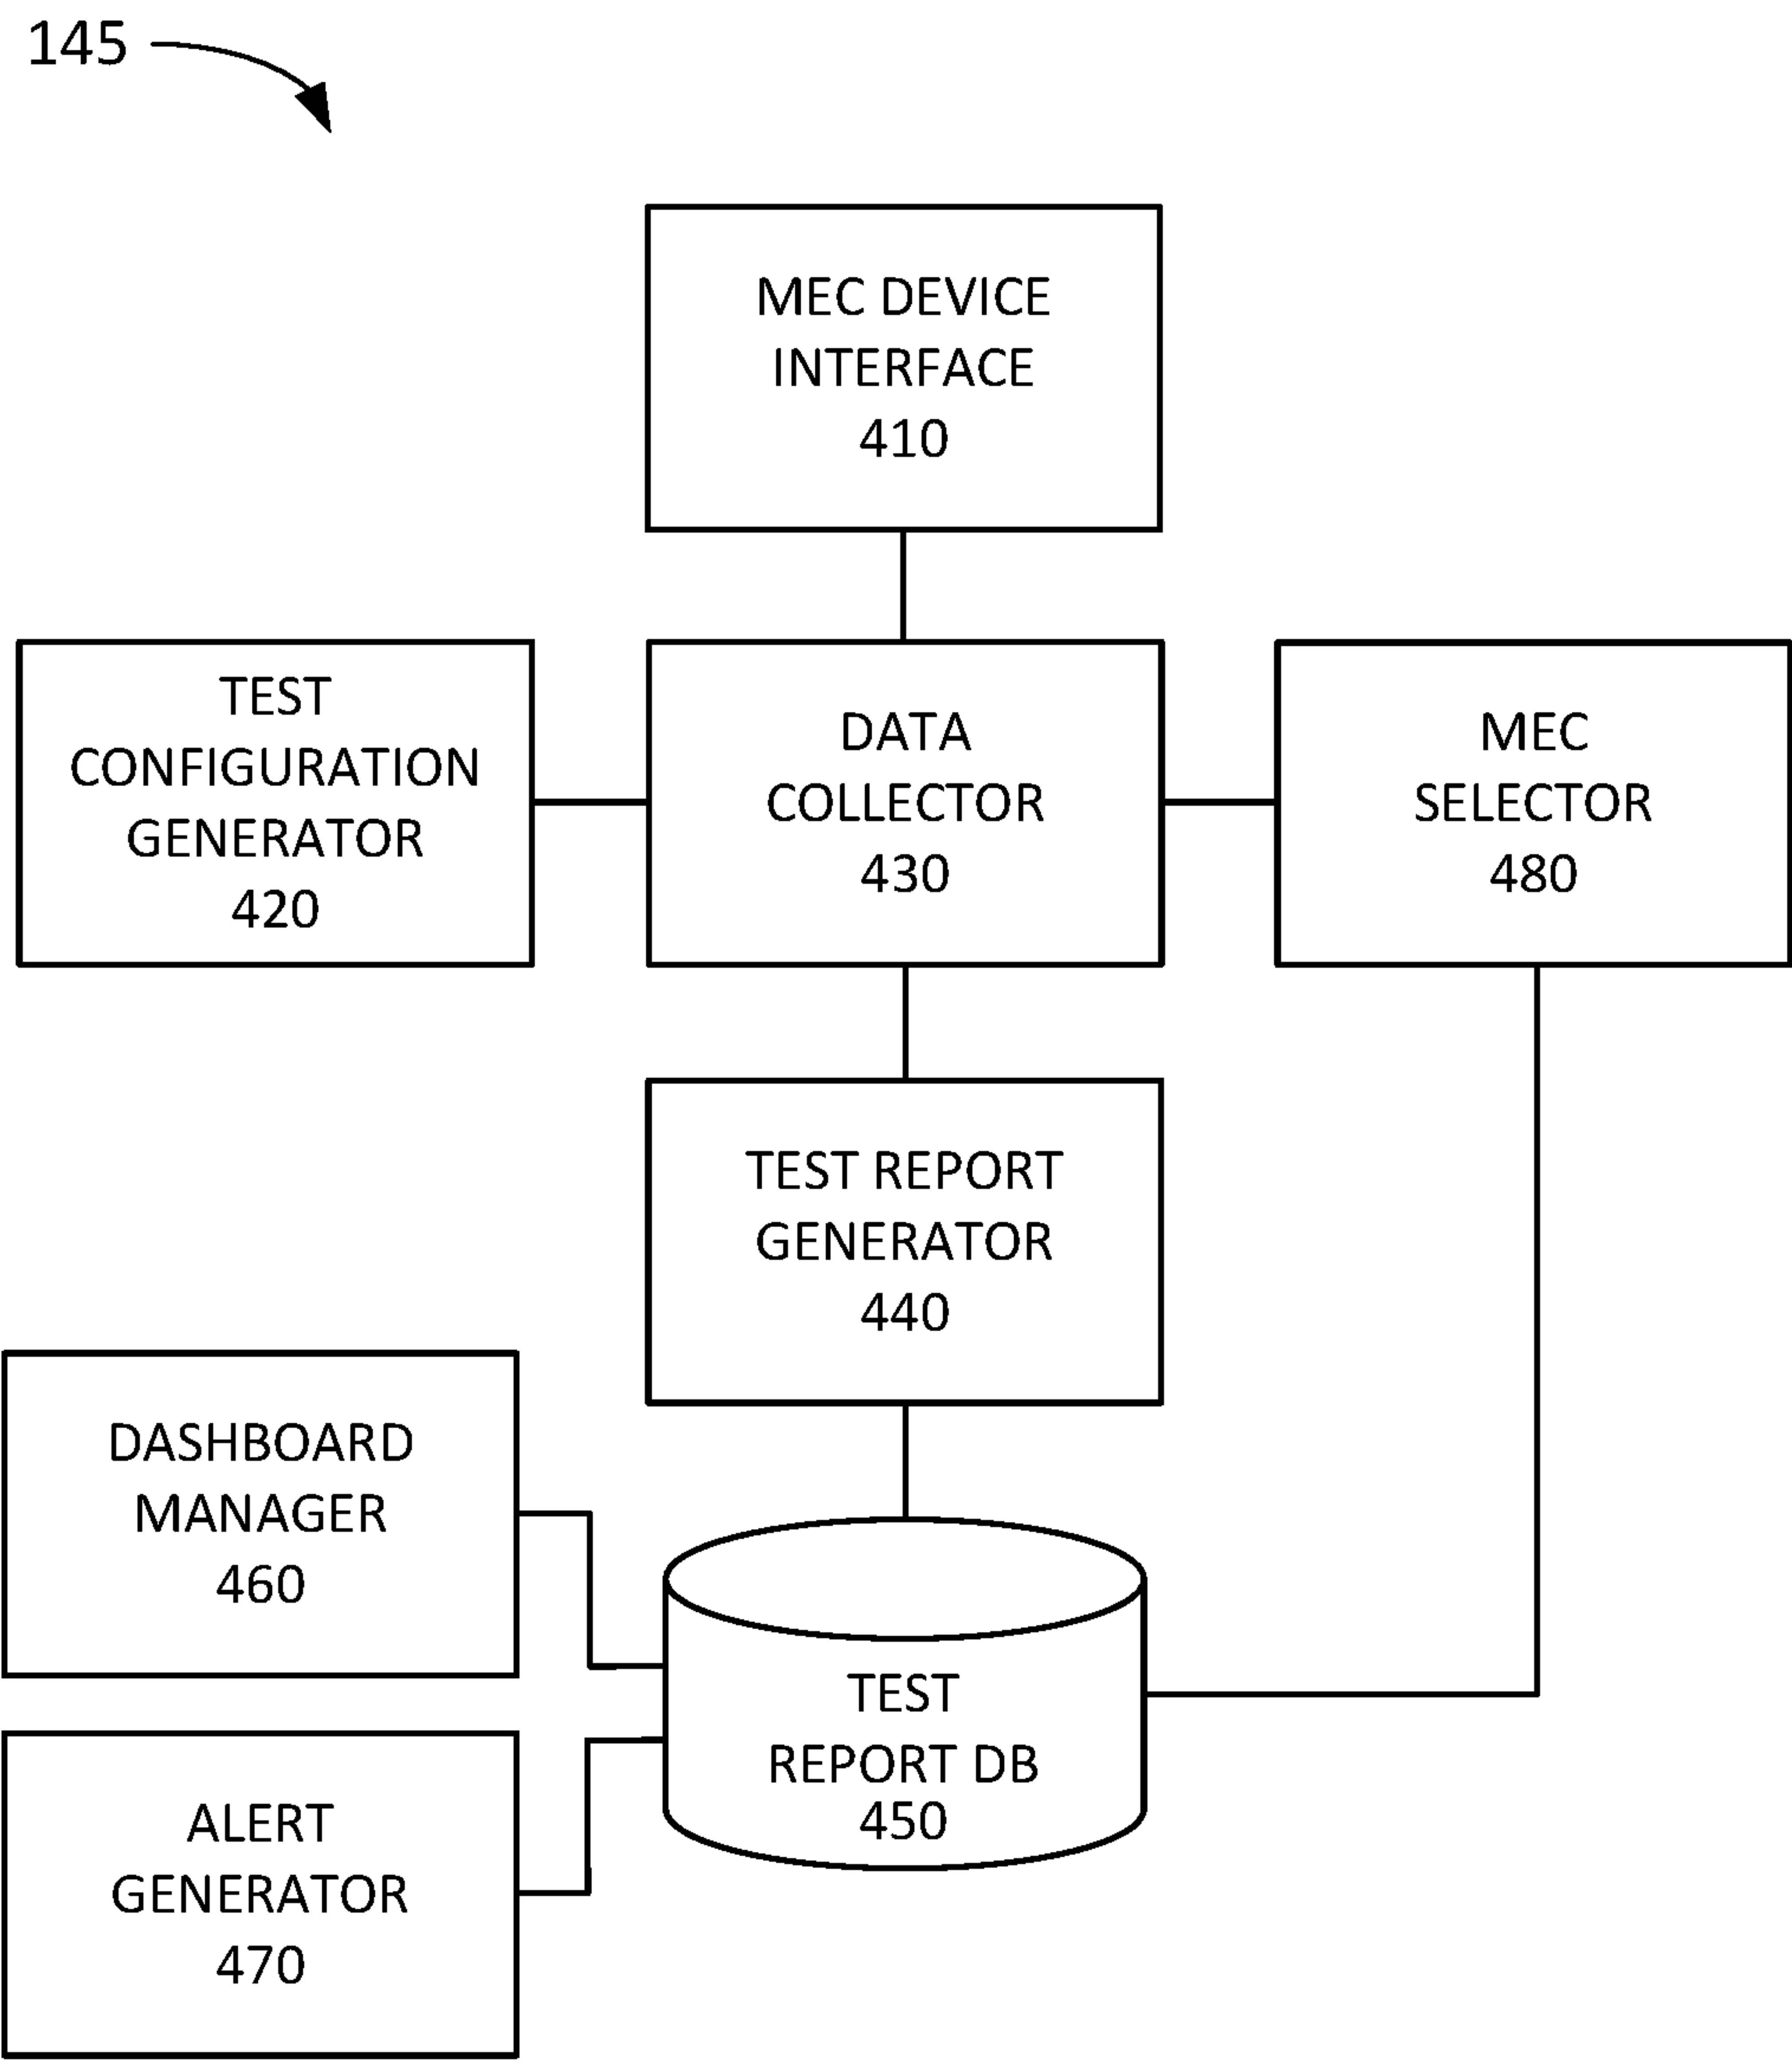 145
MEC DEVICE
INTERFACE
410
TEST
CONFIGURATION
GENERATOR
420
DATA
COLLECTOR
430
MEC
SELECTOR
480
TEST REPORT
GENERATOR
440
DASHBOARD
MANAGER
460
TEST
REPORT DB
450
ALERT
GENERATOR
470